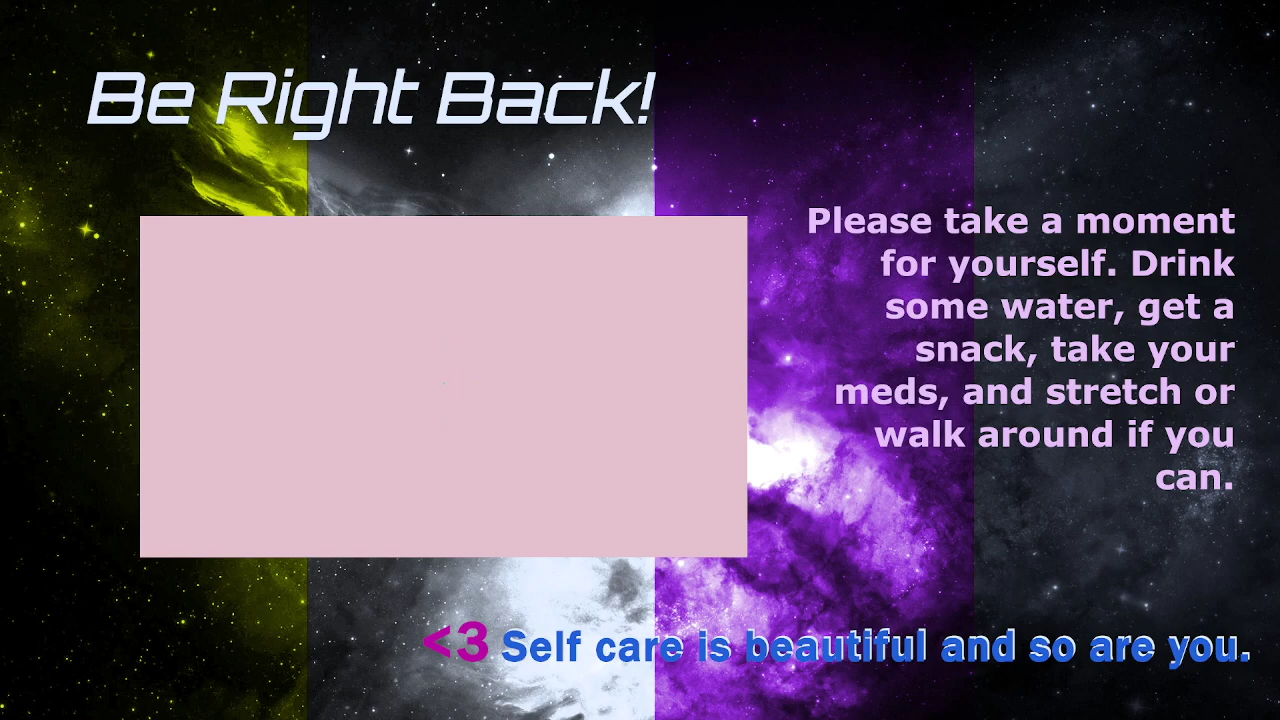 Be Right Back!
Please take a moment
for yourself. Drink
some water, get a
snack, take your
meds, and stretch or
walk around if you
can.
<3 Self care is beautiful and so are you.